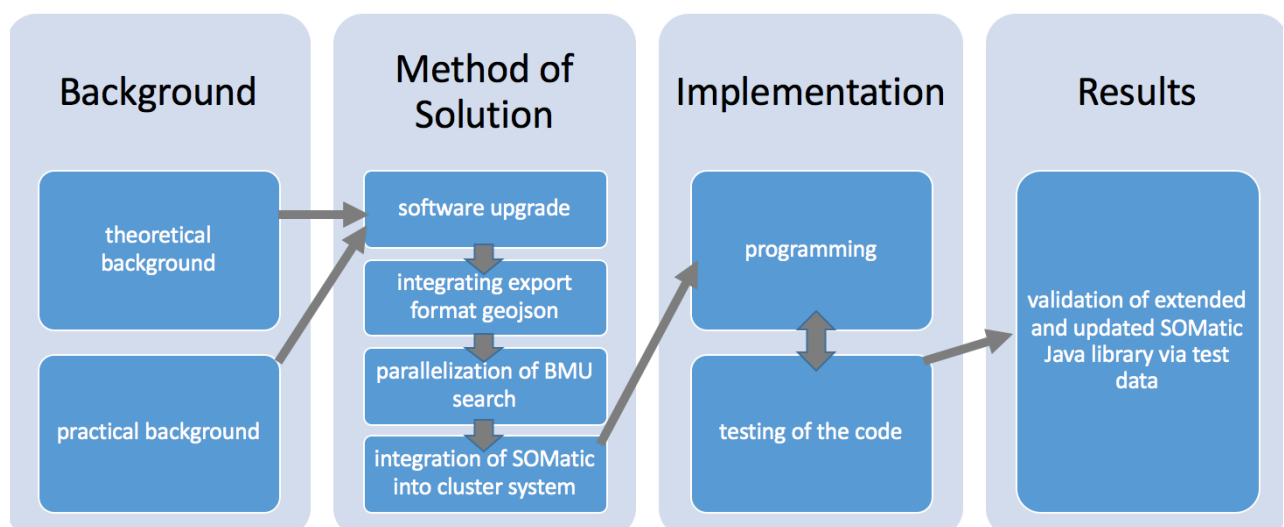 Background
theoretical
background
practical background
Method of
Solution
software upgrade
integrating export
format geojson
parallelization of BMU
search
integration of SOMatic
into cluster system
Implementation
programming
testing of the code
Results
validation of extended
and updated SOMatic
Java library via test
data